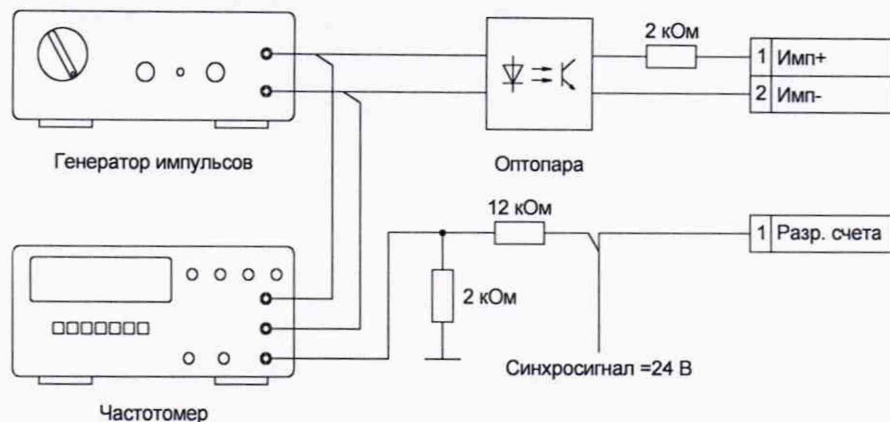 2 кОм
1 Имп+
2 Имп-
Генератор импульсов
Оптопара
12 кОм
1 Разр. счета
2 кОм
Синхросигнал =24 В
Частотомер